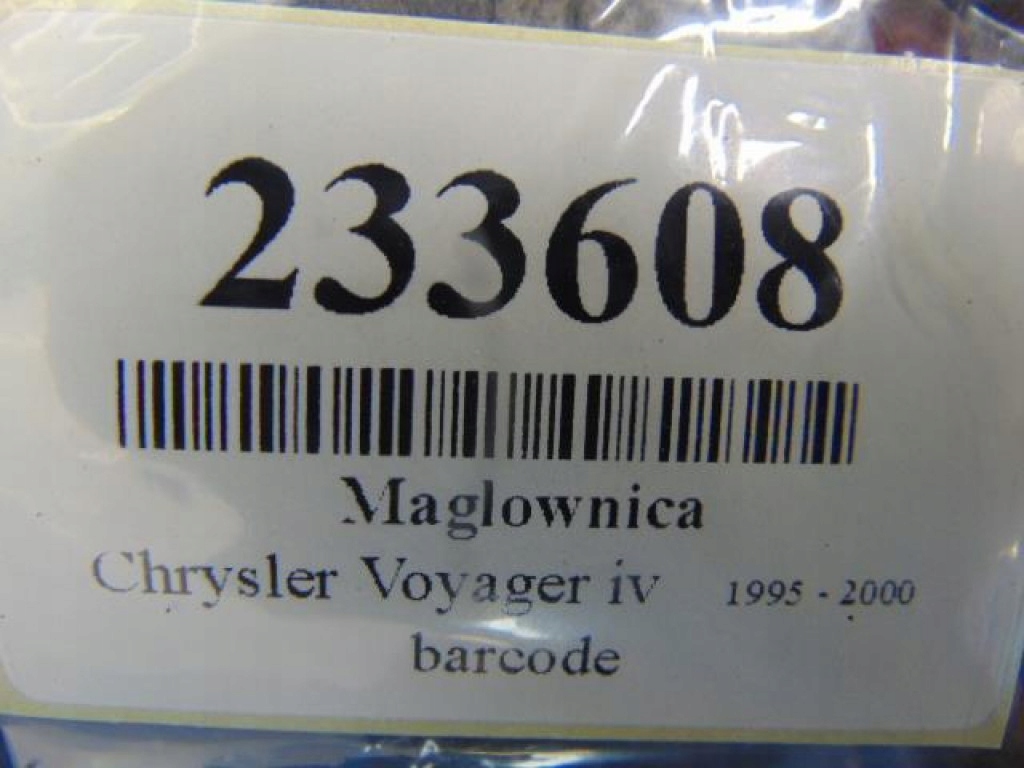 233608
Maglownica
Chrysler Voyager iv 1995 - 2000
barcode